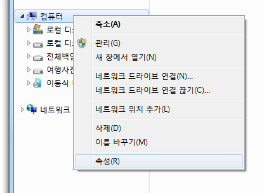 컴퓨터
로컬 디
로컬 디
전체백업
여행사진
이동식
네트워크
축소(A)
관리(G)
새 창에서 열기(N)
네트워크 드라이브 연결(N)...
네트워크 드라이브 연결 끊기(C)...
네트워크 위치 추가(L)
삭제(D)
이름 바꾸기(M)
속성(R)